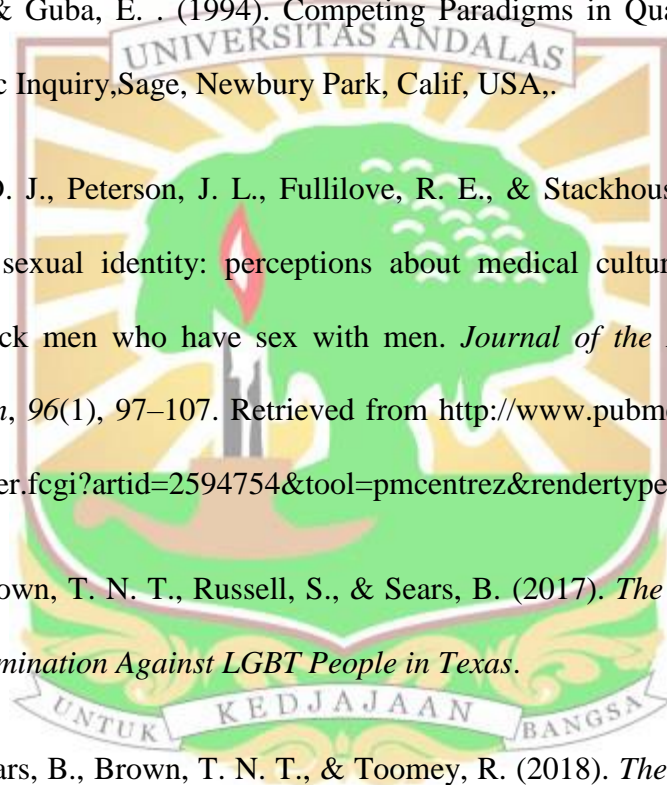 & Guba, E. . (1994). Competing Paradigms in Qua
UNIVERSITAS ANDALAS
c Inquiry,Sage, Newbury Park, Calif, USA,.
J., Peterson, J. L., Fullilove, R. E., & Stackhous
sexual identity: perceptions about medical cultur
ck men who have sex with men. Journal of the
n, 96(1), 97–107. Retrieved from http://www.pubm
er.fcgi?artid=2594754&tool=pmcentrez&rendertype
own, T. N. T., Russell, S., & Sears, B. (2017). The
mination Against LGBT People in Texas.
UNTUK KEDJAJAAN BANGSA
ars, B., Brown, T. N. T., & Toomey, R. (2018). The